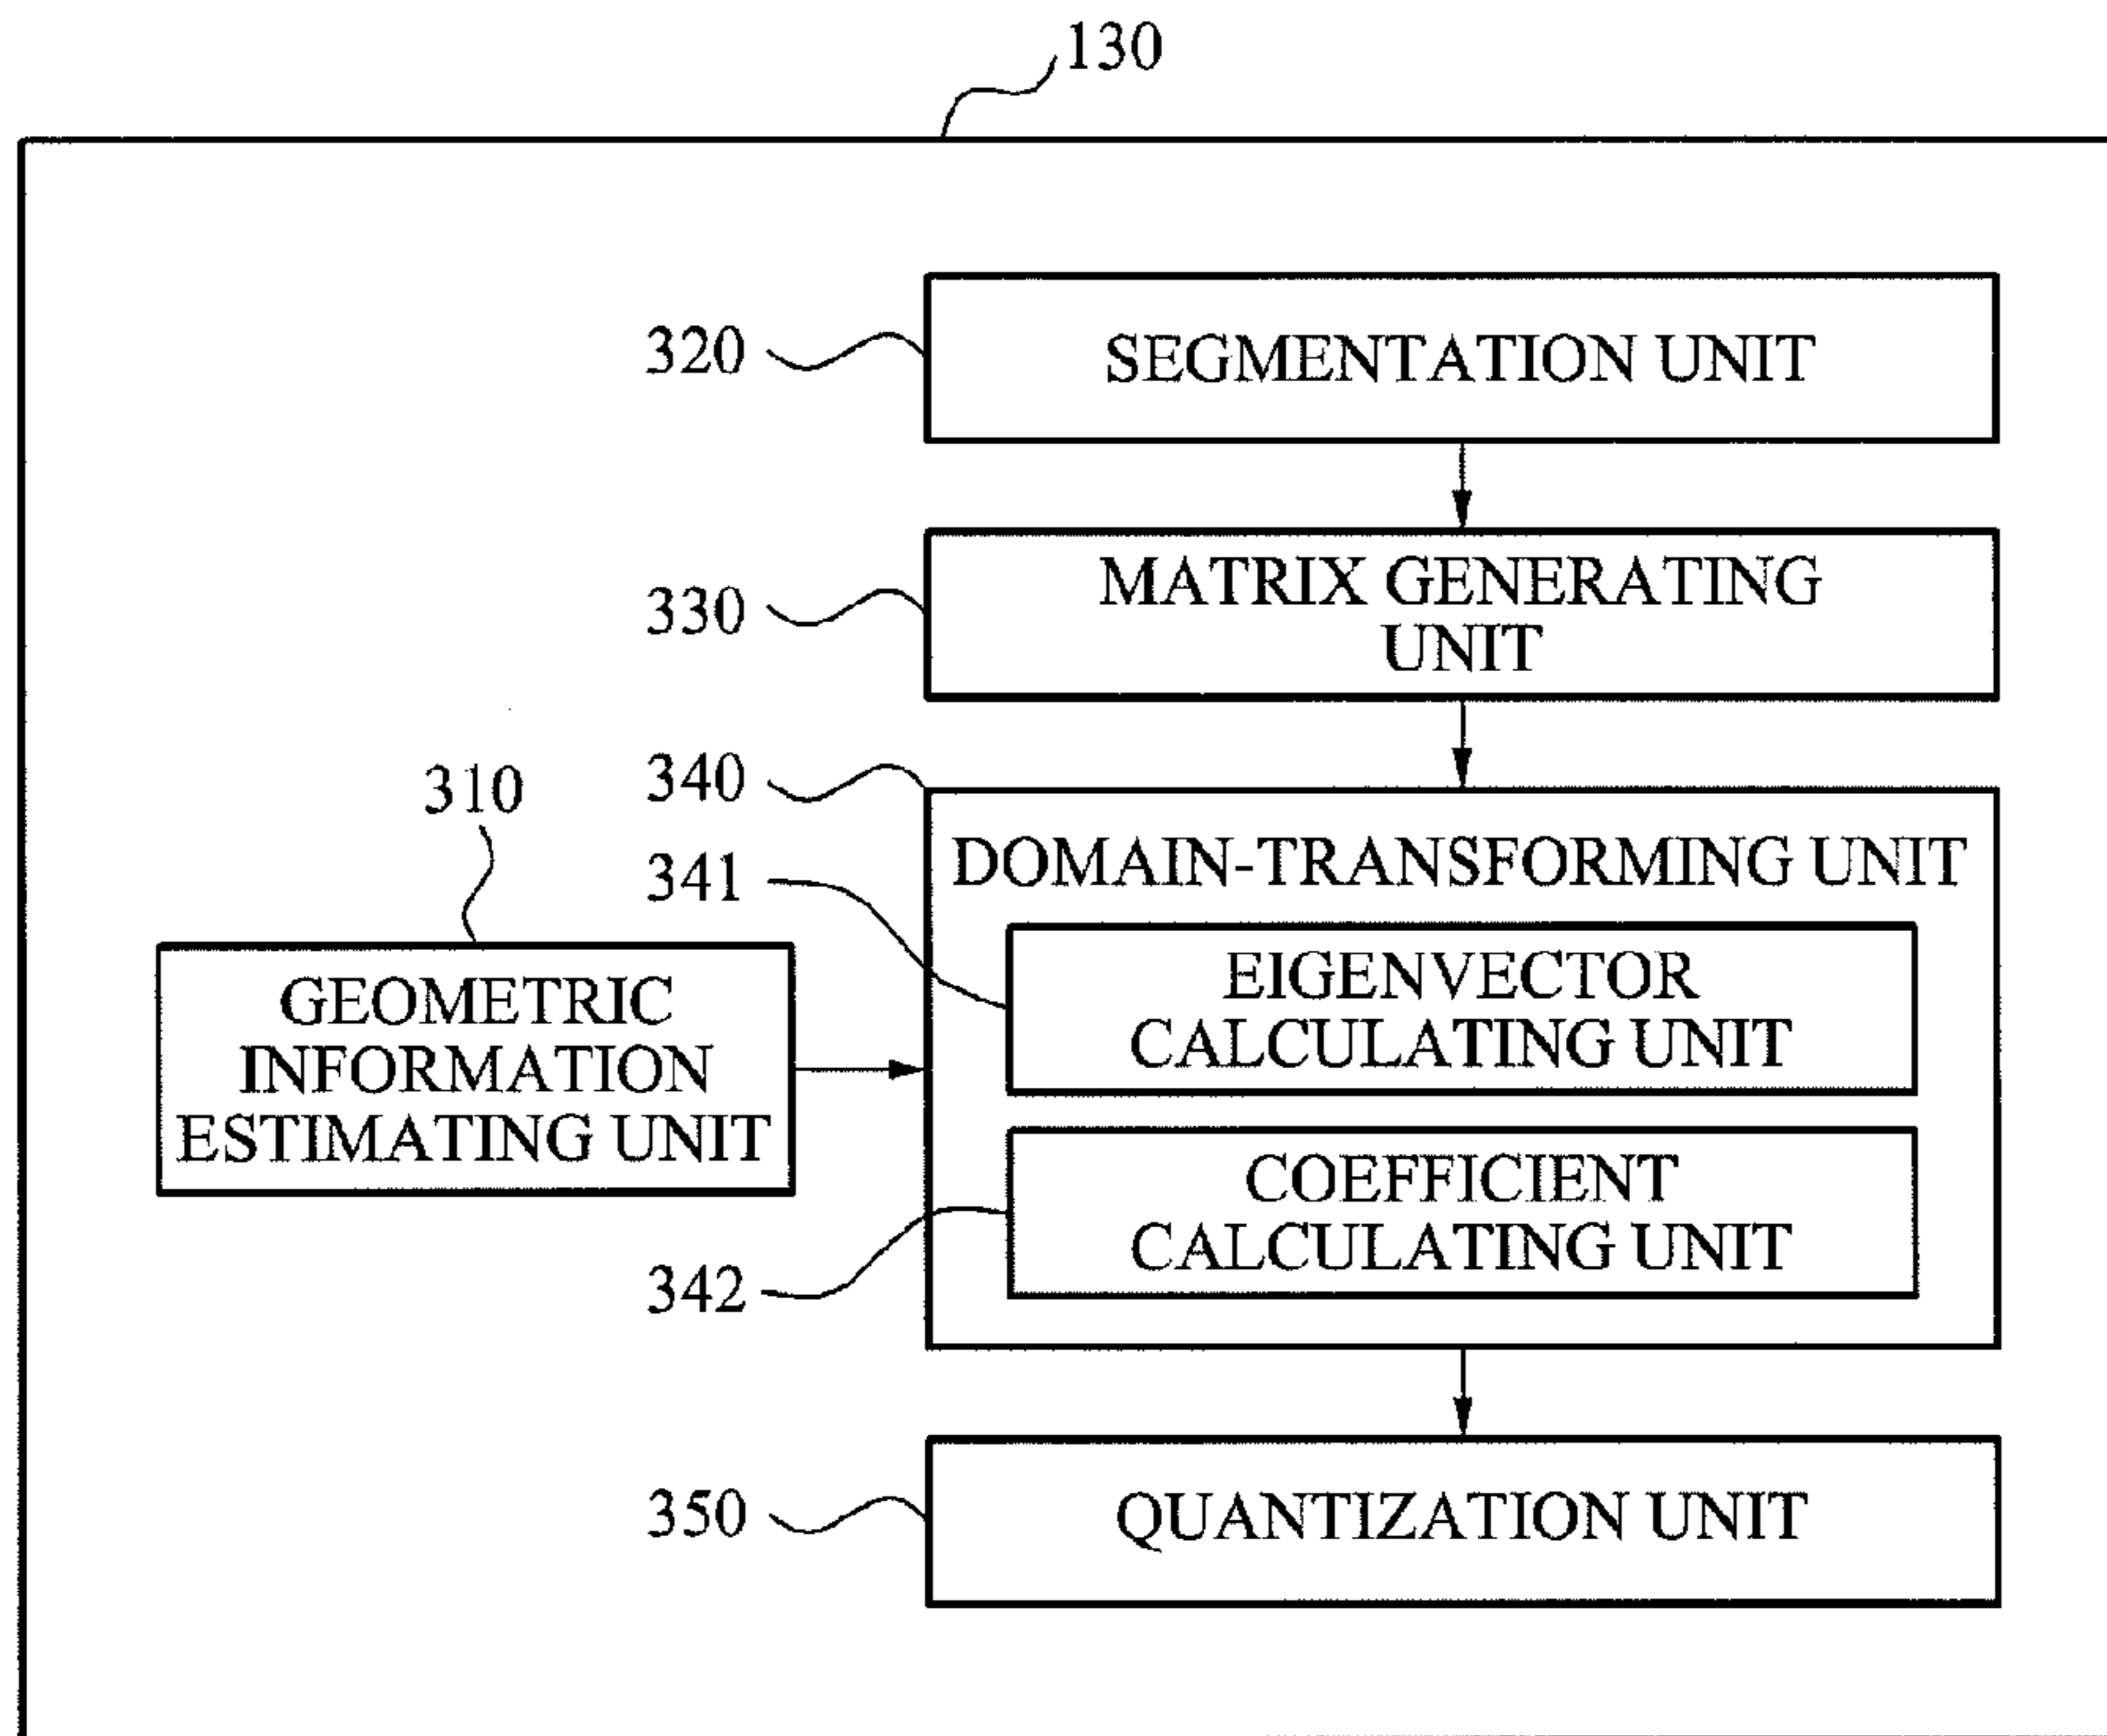 130
320
SEGMENTATION UNIT
330
MATRIX GENERATING
UNIT
310
340
341
DOMAIN-TRANSFORMING UNIT
EIGENVECTOR
CALCULATING UNIT
GEOMETRIC
INFORMATION
ESTIMATING UNIT
342
COEFFICIENT
CALCULATING UNIT
350
QUANTIZATION UNIT